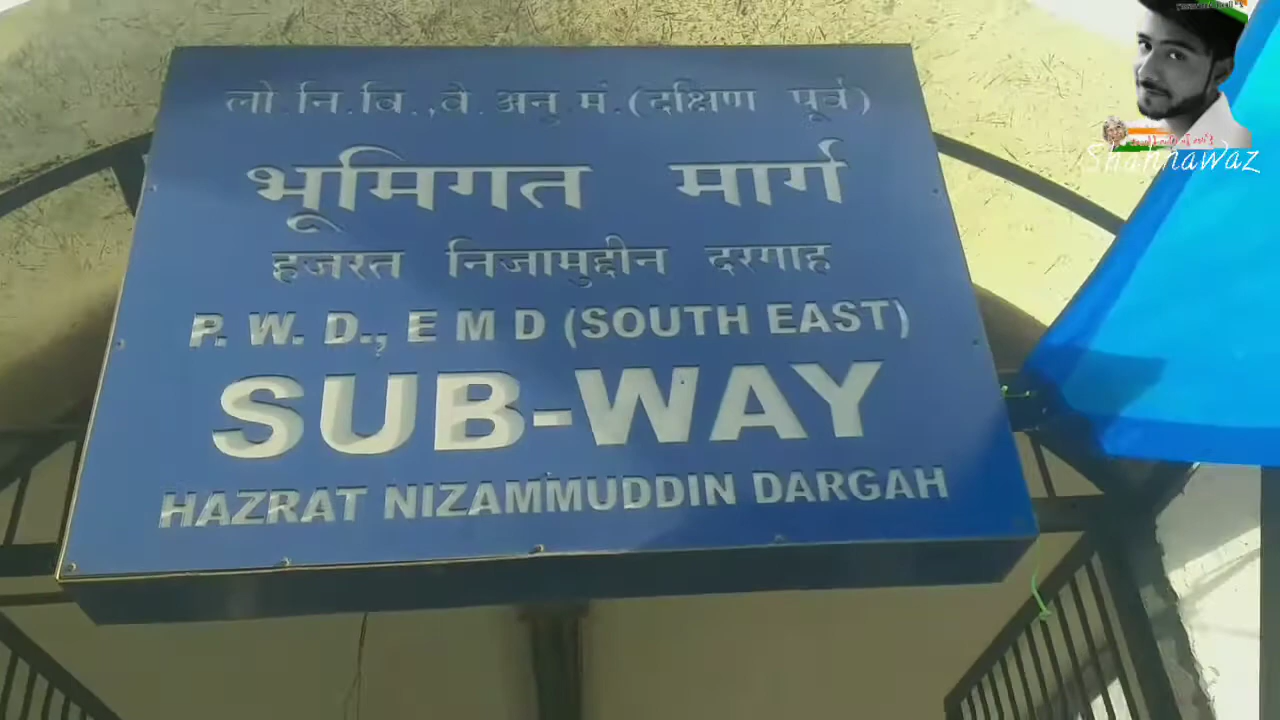 लो.नि.वि.,वै.अनु.मं.(दक्षिण पूर्व)
भूमिगत मार्ग
हजरत निजामुद्दीन दरगाह
P. W. D., E M D (SOUTH EAST)
SUB-WAY
HAZRAT NIZAMMUDDIN DARGAH
Shahnawaz